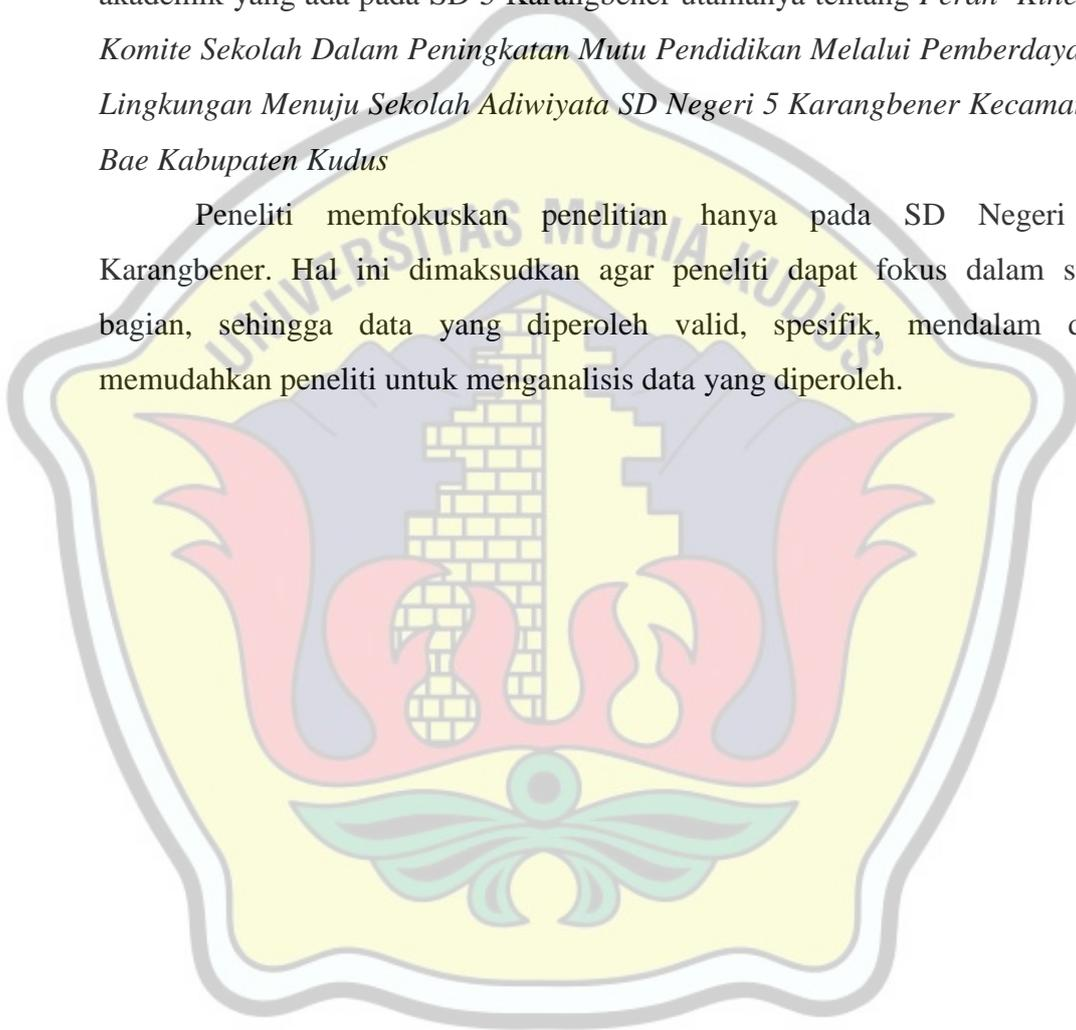 akademik yang ada pada SD 5 Karangbener utamanya tentang Peran
Komite Sekolah Dalam Peningkatan Mutu Pendidikan Melalui
Lingkungan Menuju Sekolah Adiwiyata SD Negeri 5 Karangbener
Bae Kabupaten Kudus
Peneliti memfokuskan penelitian hanya pada SD Negeri
Karangbener. Hal ini dimaksudkan agar peneliti dapat fokus dalam
bagian, sehingga data yang diperoleh valid, spesifik, mendalam
memudahkan peneliti untuk menganalisis data yang diperoleh.
UNIVERSITAS MURIA KUDUS